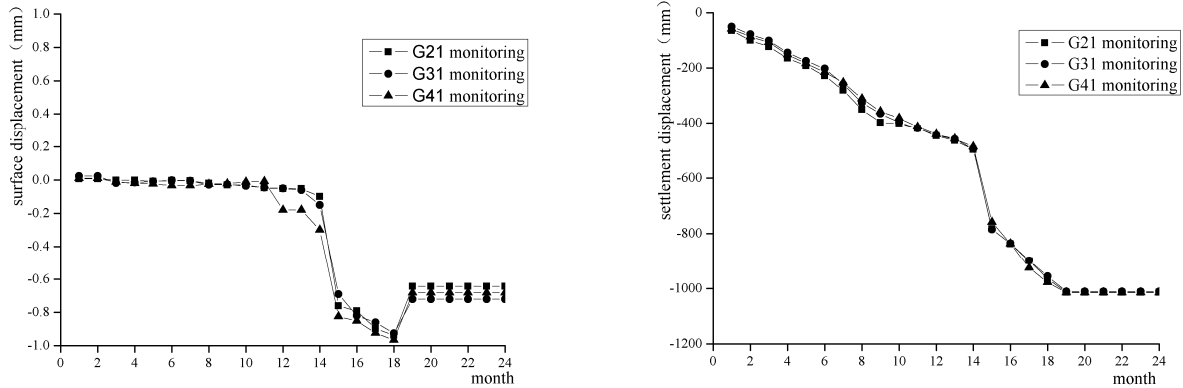 surface displacement（mm）
1.0
0.8
0.6
0.4
0.2
0.0
-0.2
-0.4
-0.6
-0.8
-1.0
G21 monitoring
G31 monitoring
G41 monitoring
0 2 4 6 8 10 12 14 16 18 20 22 24
month
settlement displacement（mm）
0
-200
-400
-600
-800
-1000
-1200
G21 monitoring
G31 monitoring
G41 monitoring
0 2 4 6 8 10 12 14 16 18 20 22 24
month